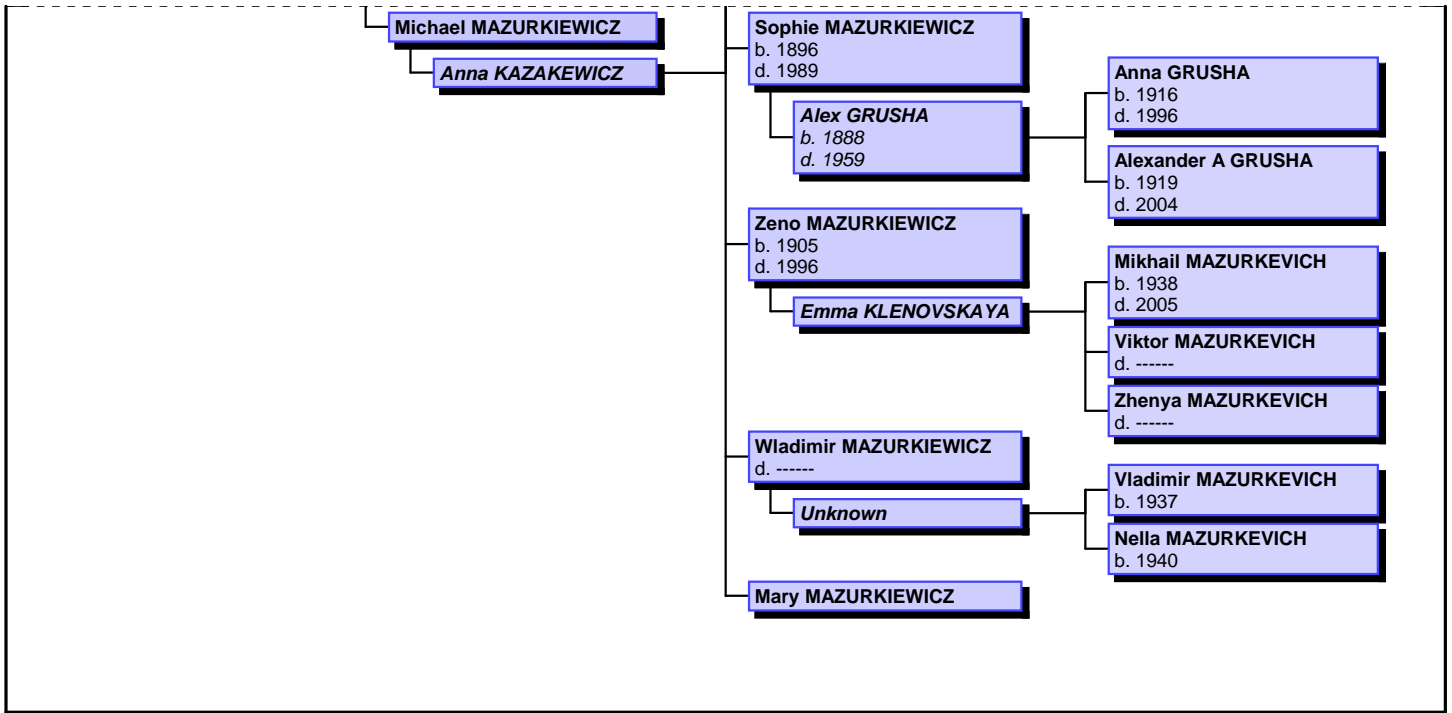 Michael MAZURKIEWICZ
Anna KAZAKEWICZ
Sophie MAZURKIEWICZ
b. 1896
d. 1989
Alex GRUSHA
b. 1888
d. 1959
Anna GRUSHA
b. 1916
d. 1996
Alexander A GRUSHA
b. 1919
d. 2004
Zeno MAZURKIEWICZ
b. 1905
d. 1996
Emma KLENOVSKAYA
Mikhail MAZURKEVICH
b. 1938
d. 2005
Viktor MAZURKEVICH
d. ------
Zhenya MAZURKEVICH
d. ------
Wladimir MAZURKIEWICZ
d. ------
Unknown
Vladimir MAZURKEVICH
b. 1937
Nella MAZURKEVICH
b. 1940
Mary MAZURKIEWICZ